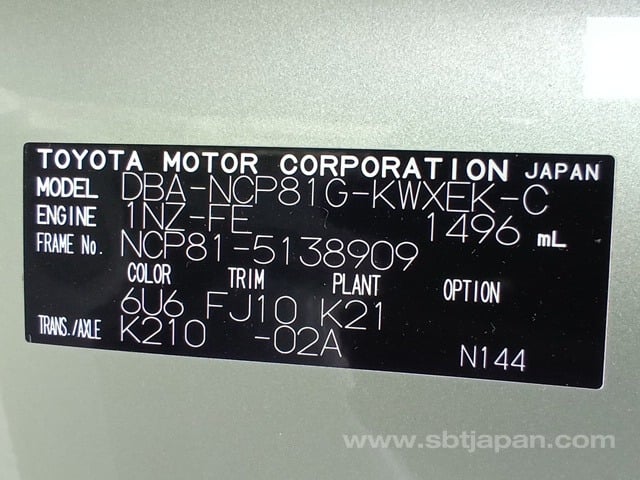 TOYOTA MOTOR CORPORATION JAPAN
MODEL DBA-NCP81G-KWXEK-C
ENGINE 1NZ-FE 1496 mL
FRAME No. NCP81-5138909
COLOR TRIM PLANT OPTION
6U6 FJ10 K21
TRANS./AXLE K210 -02A
N144
www.sbtjapan.com